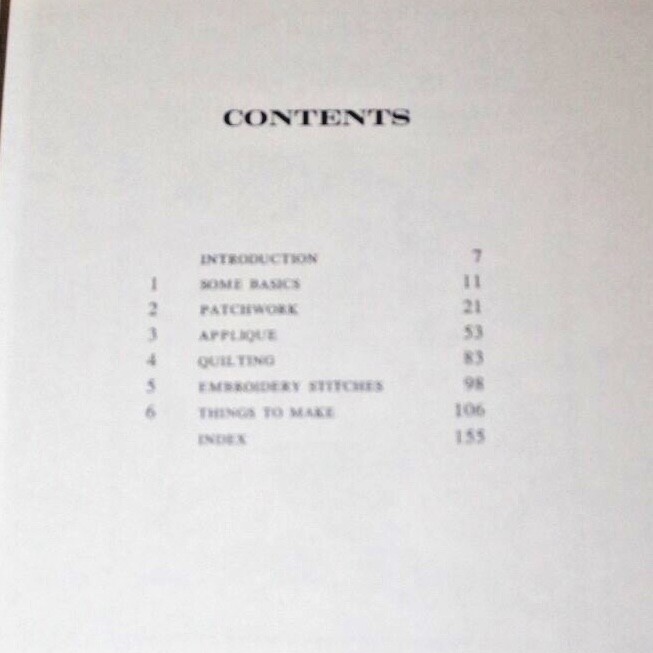 CONTENTS
INTRODUCTION 7
1 SOME BASICS 11
2 PATCHWORK 21
3 APPLIQUE 53
4 QUILTING 83
5 EMBROIDERY STITCHES 98
6 THINGS TO MAKE 106
INDEX 155